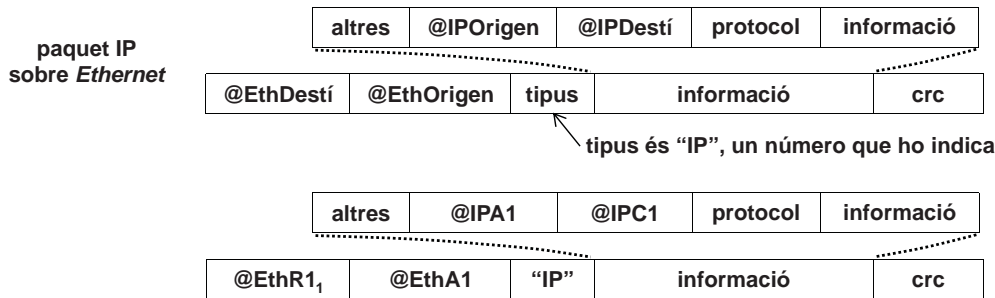 altres @IPOrigen @IPDestí protocol informació
paquet IP
sobre Ethernet
@EthDestí @EthOrigen tipus informació crc
tipus és “IP”, un número que ho indica
altres @IPA1 @IPC1 protocol informació
@EthR1₁ @EthA1 “IP” informació crc